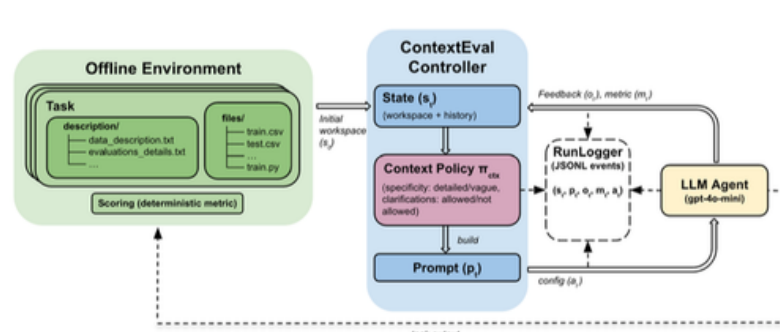 Offline Environment
Task
description/
data_description.txt
evaluations_details.txt
...
files/
train.csv
test.csv
...
train.py
Scoring (deterministic metric)
Initial
workspace
(s₀)
ContextEval
Controller
State (sₜ)
(workspace + history)
Context Policy π_ctx
(specificity: detailed/vague,
clarifications: allowed/not
allowed)
build
Prompt (pₜ)
Feedback (oₜ), metric (mₜ)
RunLogger
(JSONL events)
(sₜ, pₜ, oₜ, mₜ, aₜ)
LLM Agent
(gpt-4o-mini)
config (aₜ)